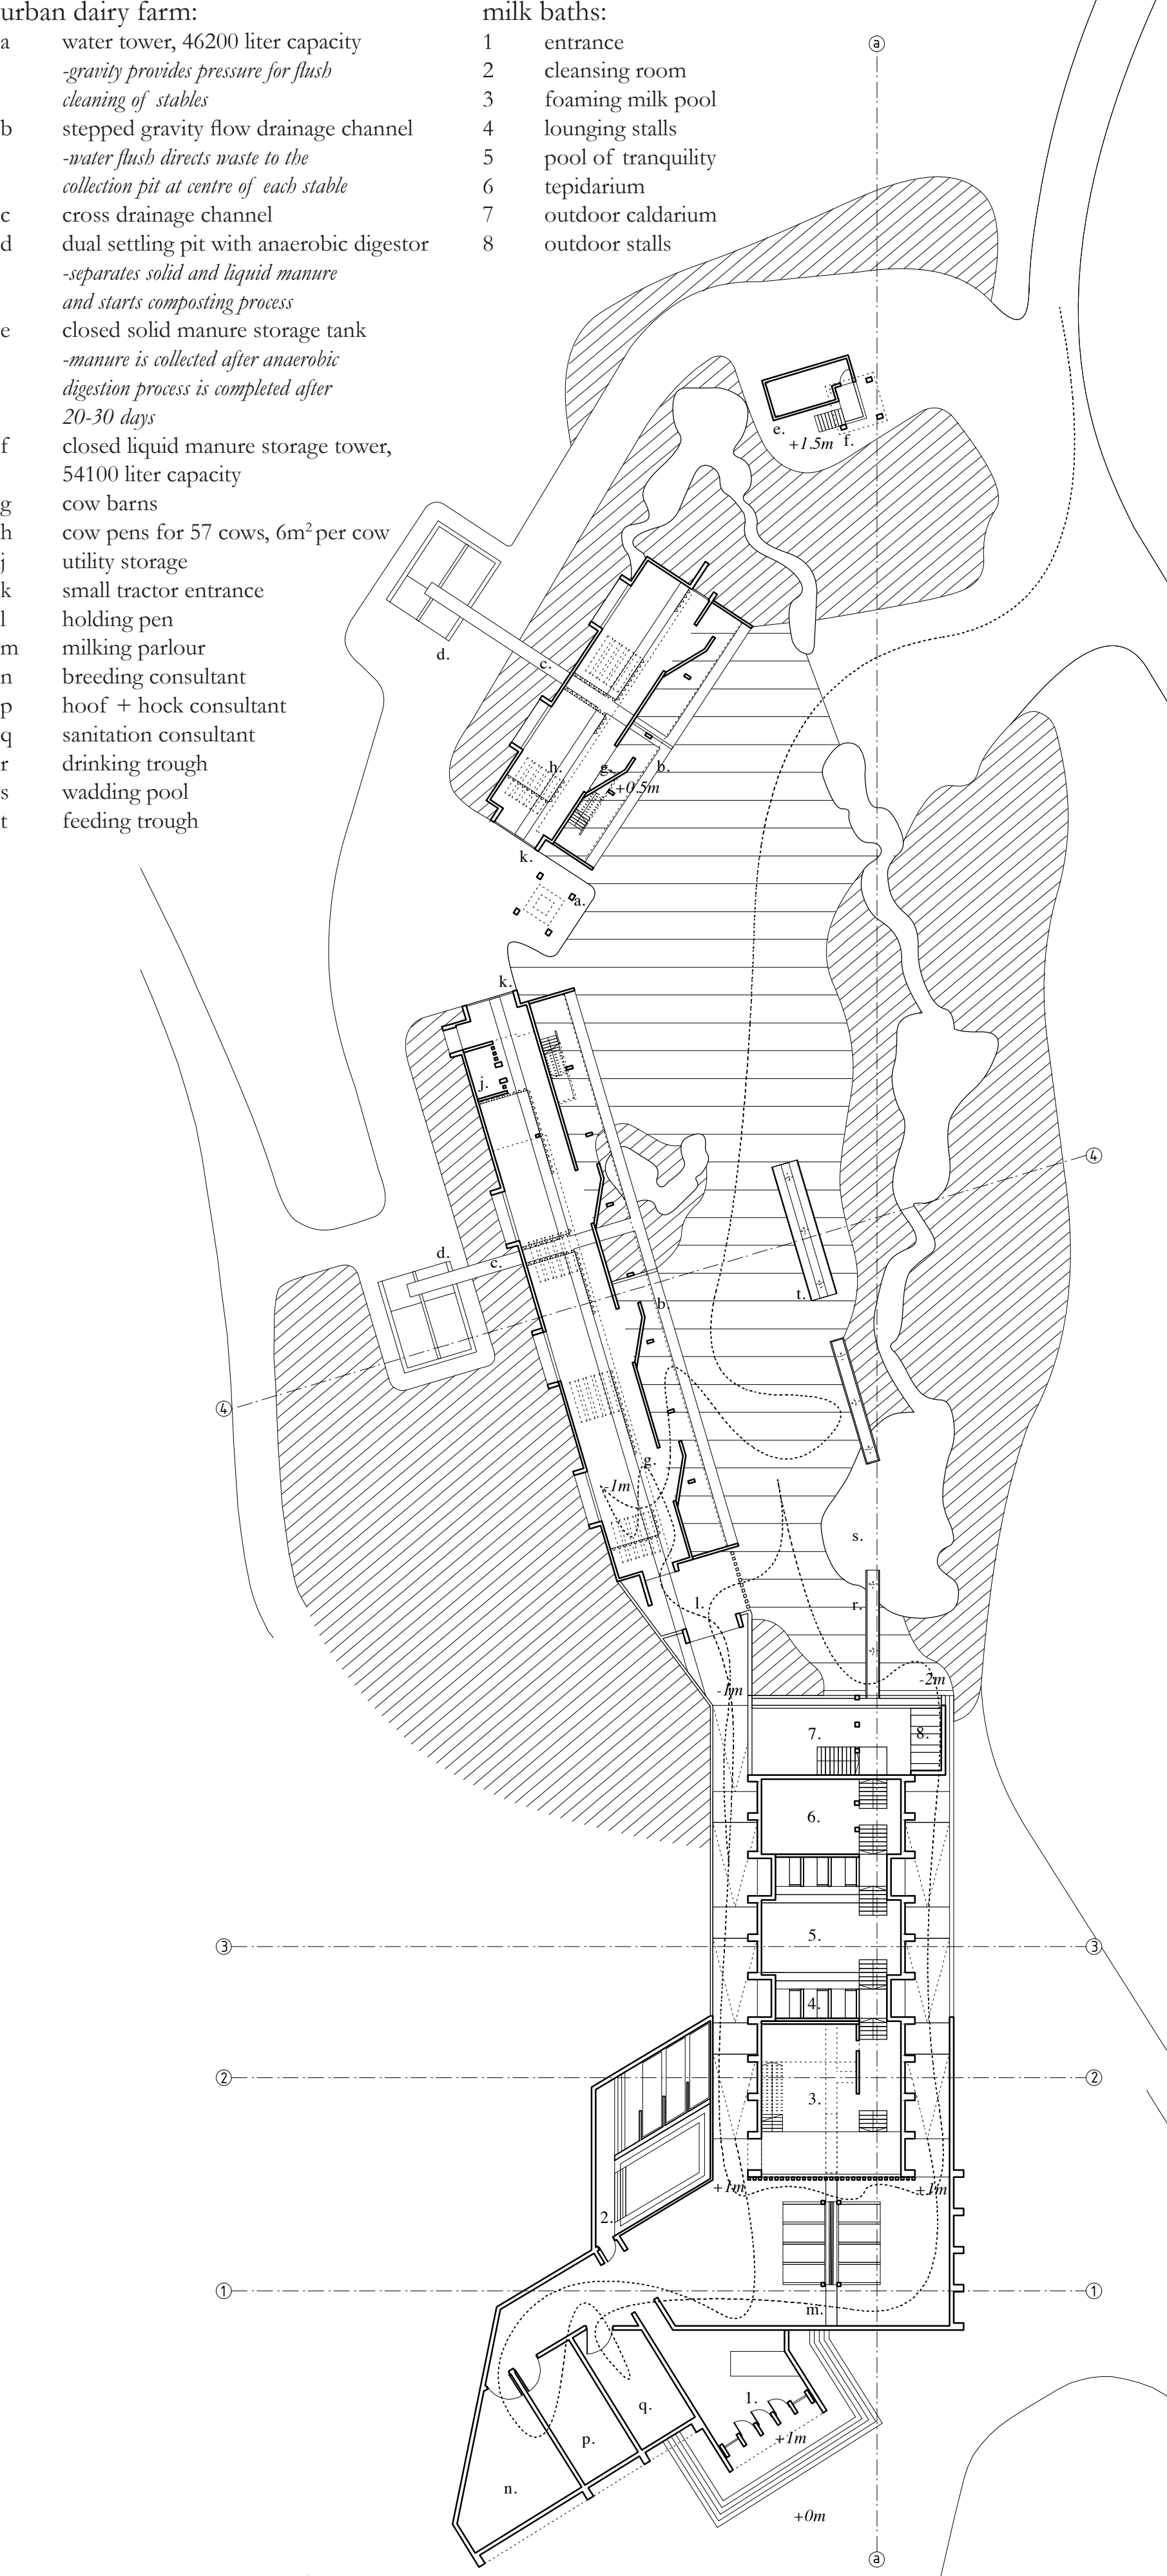 urban dairy farm:
a water tower, 46200 liter capacity
-gravity provides pressure for flush
cleaning of stables
b stepped gravity flow drainage channel
-water flush directs waste to the
collection pit at centre of each stable
c cross drainage channel
d dual settling pit with anaerobic digestor
-separates solid and liquid manure
and starts composting process
e closed solid manure storage tank
-manure is collected after anaerobic
digestion process is completed after
20-30 days
f closed liquid manure storage tower,
54100 liter capacity
g cow barns
h cow pens for 57 cows, 6m² per cow
j utility storage
k small tractor entrance
l holding pen
m milking parlour
n breeding consultant
p hoof + hock consultant
q sanitation consultant
r drinking trough
s wadding pool
t feeding trough
milk baths:
1 entrance
2 cleansing room
3 foaming milk pool
4 lounging stalls
5 pool of tranquility
6 tepidarium
7 outdoor caldarium
8 outdoor stalls
a
e.
+1.5m f.
d.
c.
h.
g.
b.
+0.5m
k.
a.
k.
j.
4
d.
c.
t.
b.
4
g.
-1m
s.
l.
r.
-1m
-2m
7.
8.
6.
5.
3
3
4.
2
2
3.
+1m
+1m
2.
1
1
m.
1.
q.
+1m
p.
n.
+0m
a